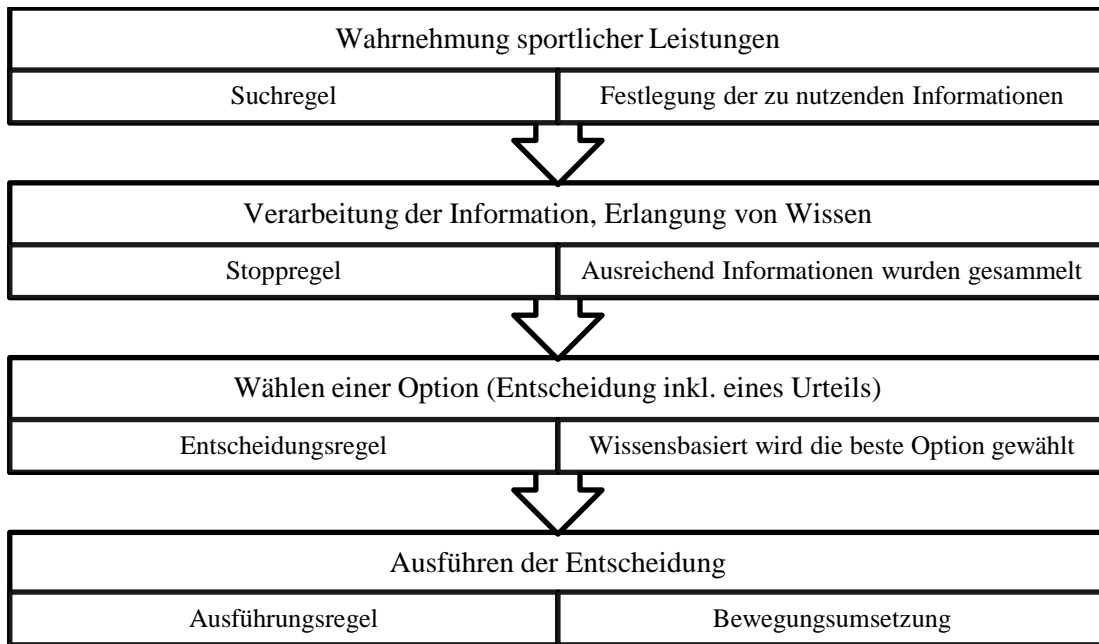 Wahrnehmung sportlicher Leistungen
Suchregel
Festlegung der zu nutzenden Informationen
Verarbeitung der Information, Erlangung von Wissen
Stoppregel
Ausreichend Informationen wurden gesammelt
Wählen einer Option (Entscheidung inkl. eines Urteils)
Entscheidungsregel
Wissensbasiert wird die beste Option gewählt
Ausführen der Entscheidung
Ausführungsregel
Bewegungsumsetzung